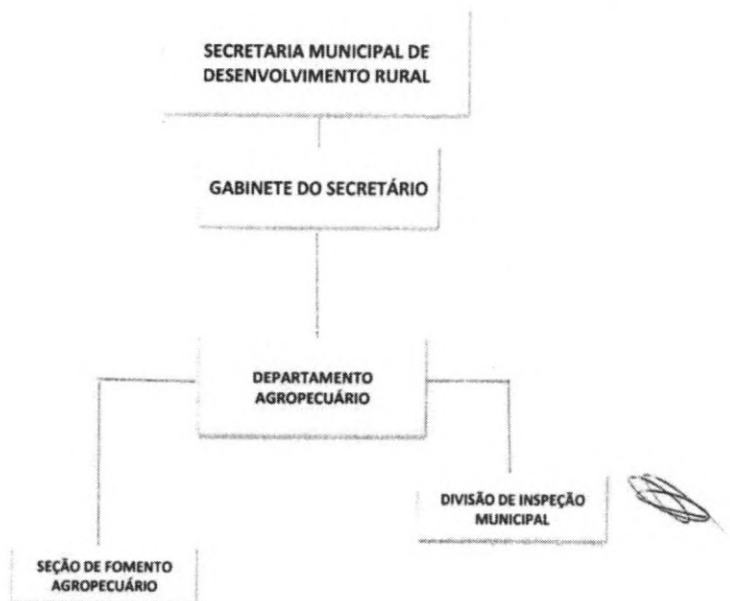 SECRETARIA MUNICIPAL DE
DESENVOLVIMENTO RURAL
GABINETE DO SECRETÁRIO
DEPARTAMENTO
AGROPECUÁRIO
DIVISÃO DE INSPEÇÃO
MUNICIPAL
SEÇÃO DE FOMENTO
AGROPECUÁRIO